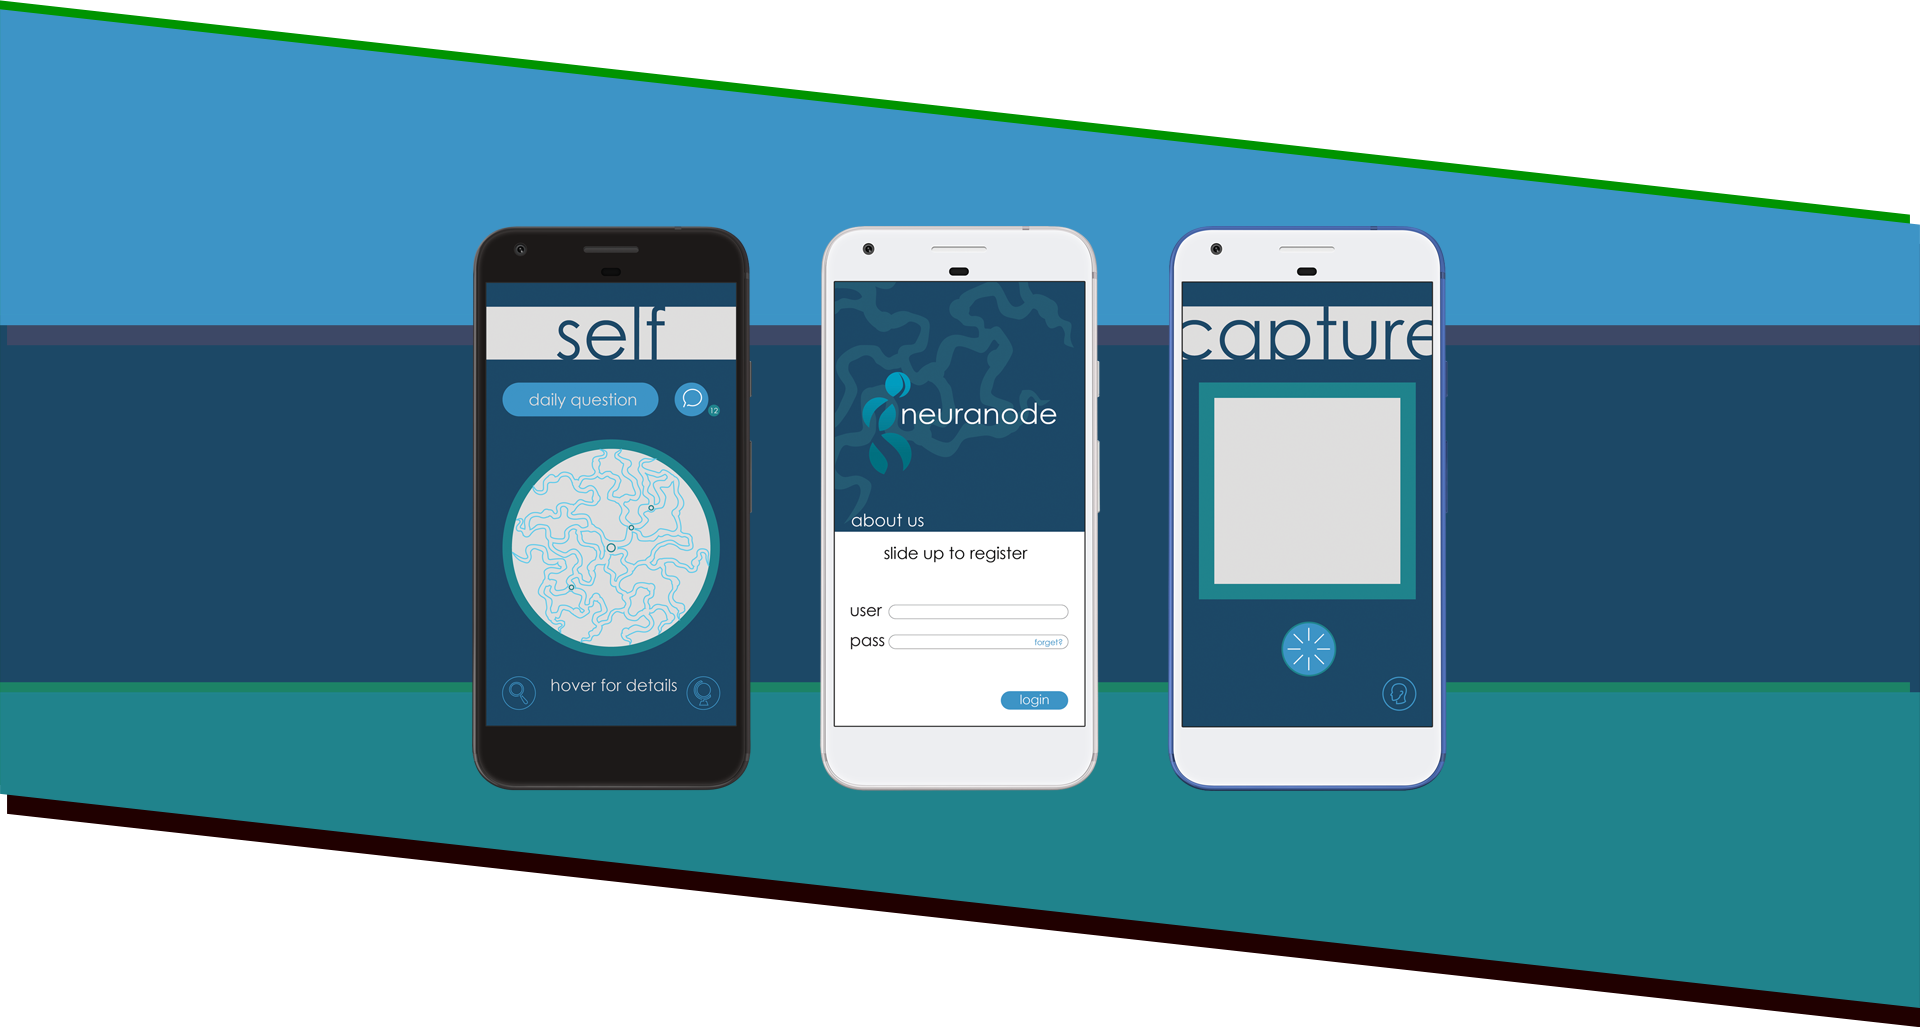 self
daily question
12
hover for details
neuranode
about us
slide up to register
user
pass
forget?
login
capture